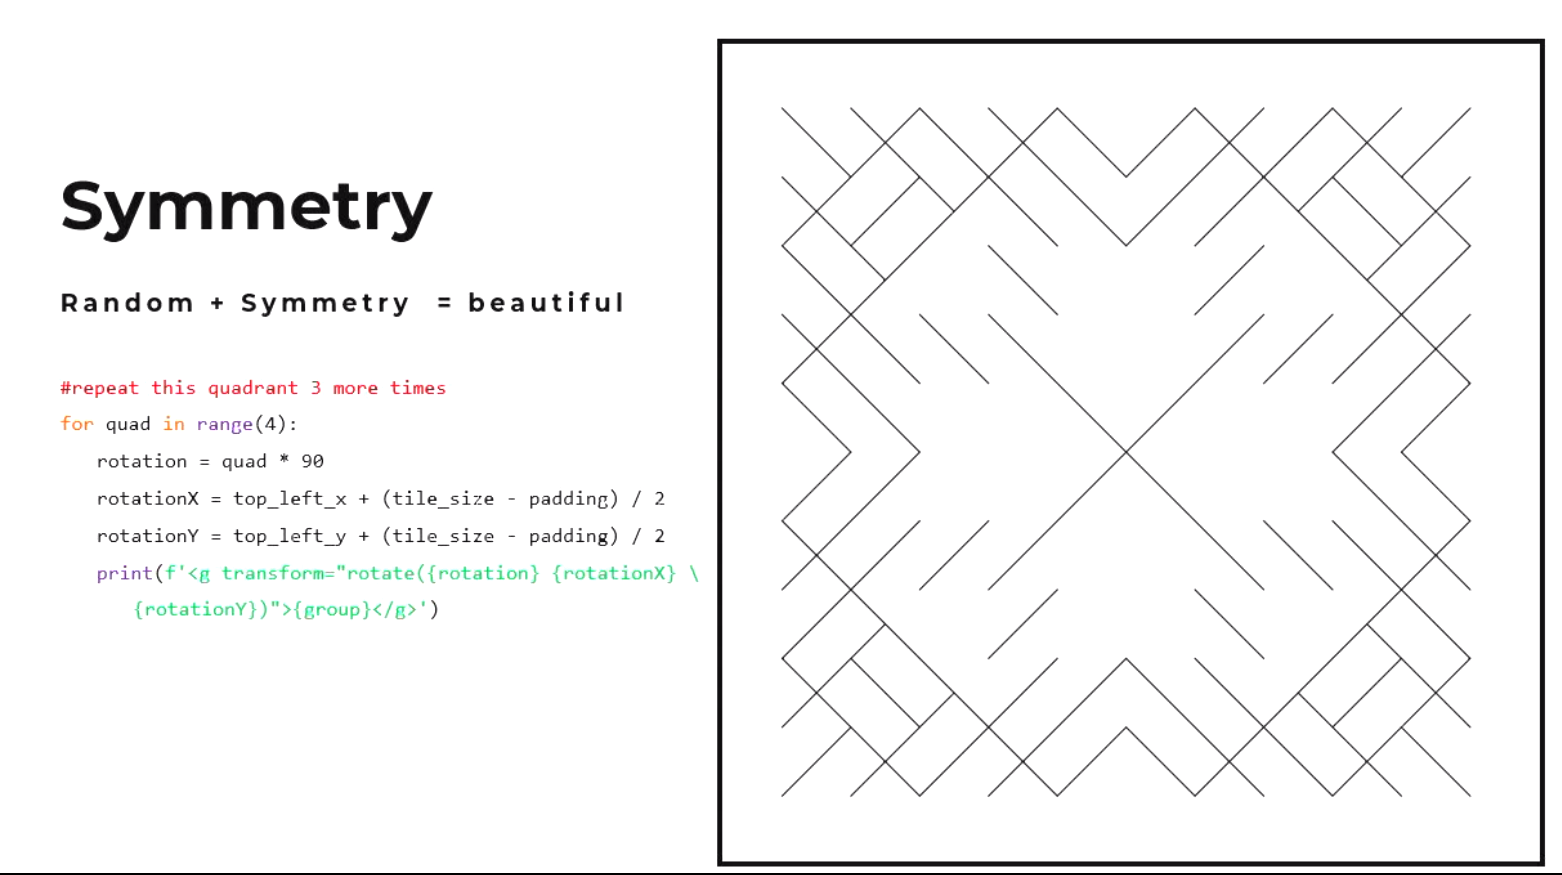 Symmetry
Random + Symmetry = beautiful
#repeat this quadrant 3 more times
for quad in range(4):
rotation = quad * 90
rotationX = top_left_x + (tile_size - padding) / 2
rotationY = top_left_y + (tile_size - padding) / 2
print(f'<g transform="rotate({rotation} {rotationX} \
{rotationY})">{group}</g>')